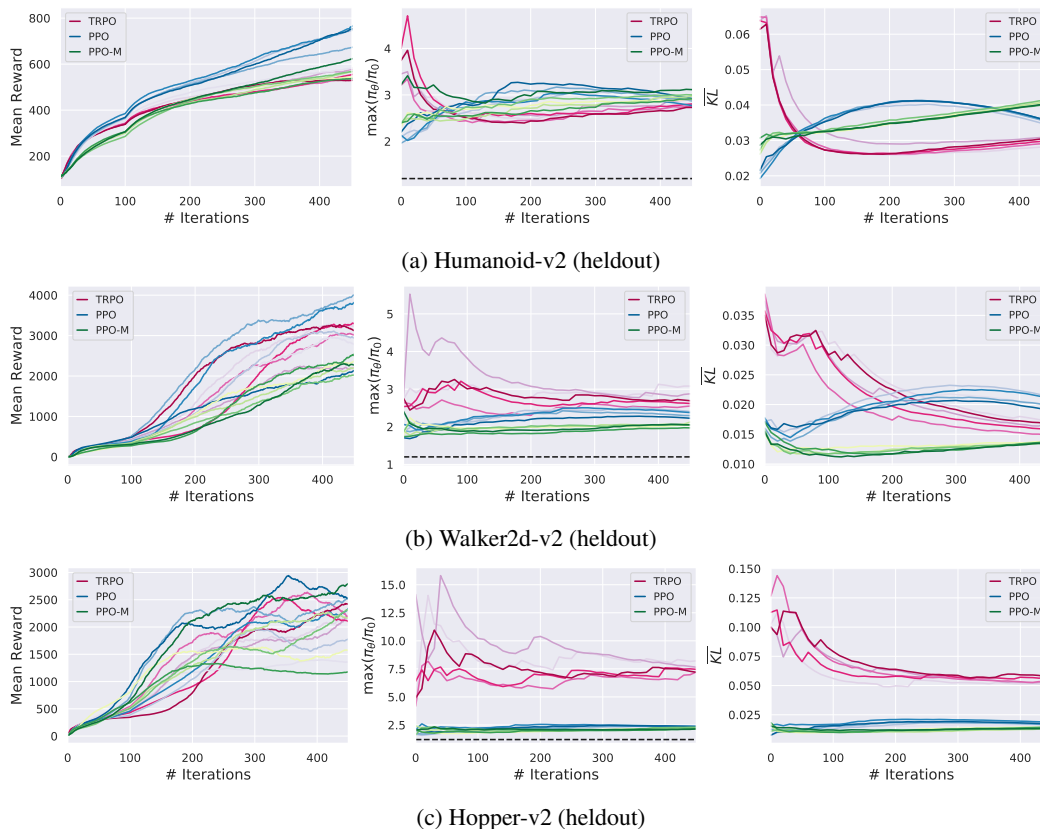 800
600
400
200
Mean Reward
0 100 200 300 400
# Iterations
TRPO
PPO
PPO-M
4
3
2
max(πθ/π0)
0 100 200 300 400
# Iterations
TRPO
PPO
PPO-M
0.06
0.05
0.04
0.03
0.02
KL
0 100 200 300 400
# Iterations
TRPO
PPO
PPO-M
(a) Humanoid-v2 (heldout)
4000
3000
2000
1000
0
Mean Reward
0 100 200 300 400
# Iterations
TRPO
PPO
PPO-M
5
4
3
2
1
max(πθ/π0)
0 100 200 300 400
# Iterations
TRPO
PPO
PPO-M
0.035
0.030
0.025
0.020
0.015
0.010
KL
0 100 200 300 400
# Iterations
TRPO
PPO
PPO-M
(b) Walker2d-v2 (heldout)
3000
2500
2000
1500
1000
500
0
Mean Reward
0 100 200 300 400
# Iterations
TRPO
PPO
PPO-M
15.0
12.5
10.0
7.5
5.0
2.5
max(πθ/π0)
0 100 200 300 400
# Iterations
TRPO
PPO
PPO-M
0.150
0.125
0.100
0.075
0.050
0.025
KL
0 100 200 300 400
# Iterations
TRPO
PPO
PPO-M
(c) Hopper-v2 (heldout)